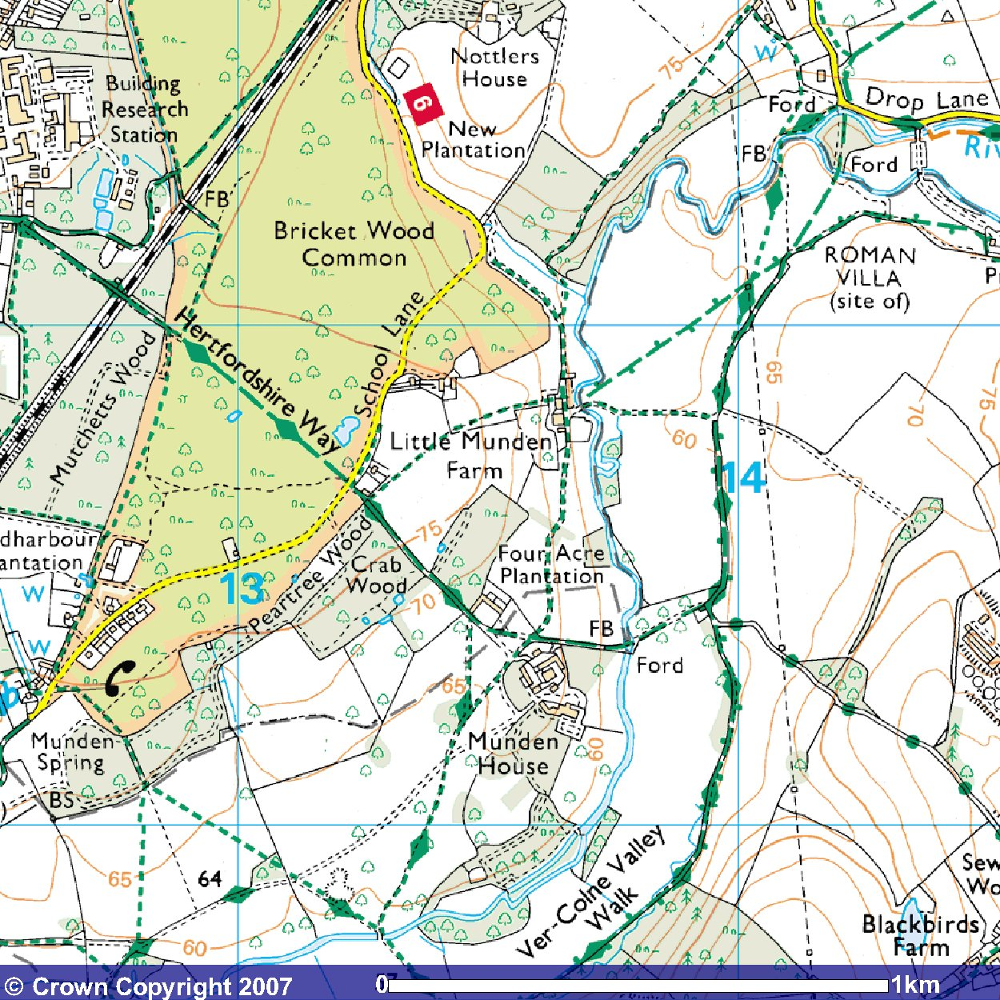 Nottlers
House
75
W
Building
Research
Station
6
Ford
Drop Lane
New
Plantation
FB
Ford
FB
Bricket Wood
Common
ROMAN
VILLA
(site of)
Hertfordshire Way
School Lane
Mutchetts Wood
65
75
70
Little Munden
Farm
60
14
dharbour
antation
75
Crab
Wood
Peartree Wood
Four Acre
Plantation
13
W
70
FB
W
Ford
65
Munden
Spring
Munden
House
60
BS
65
64
Ver-Colne Valley
Walk
Sew
Wo
Blackbirds
Farm
60
© Crown Copyright 2007
0
1km